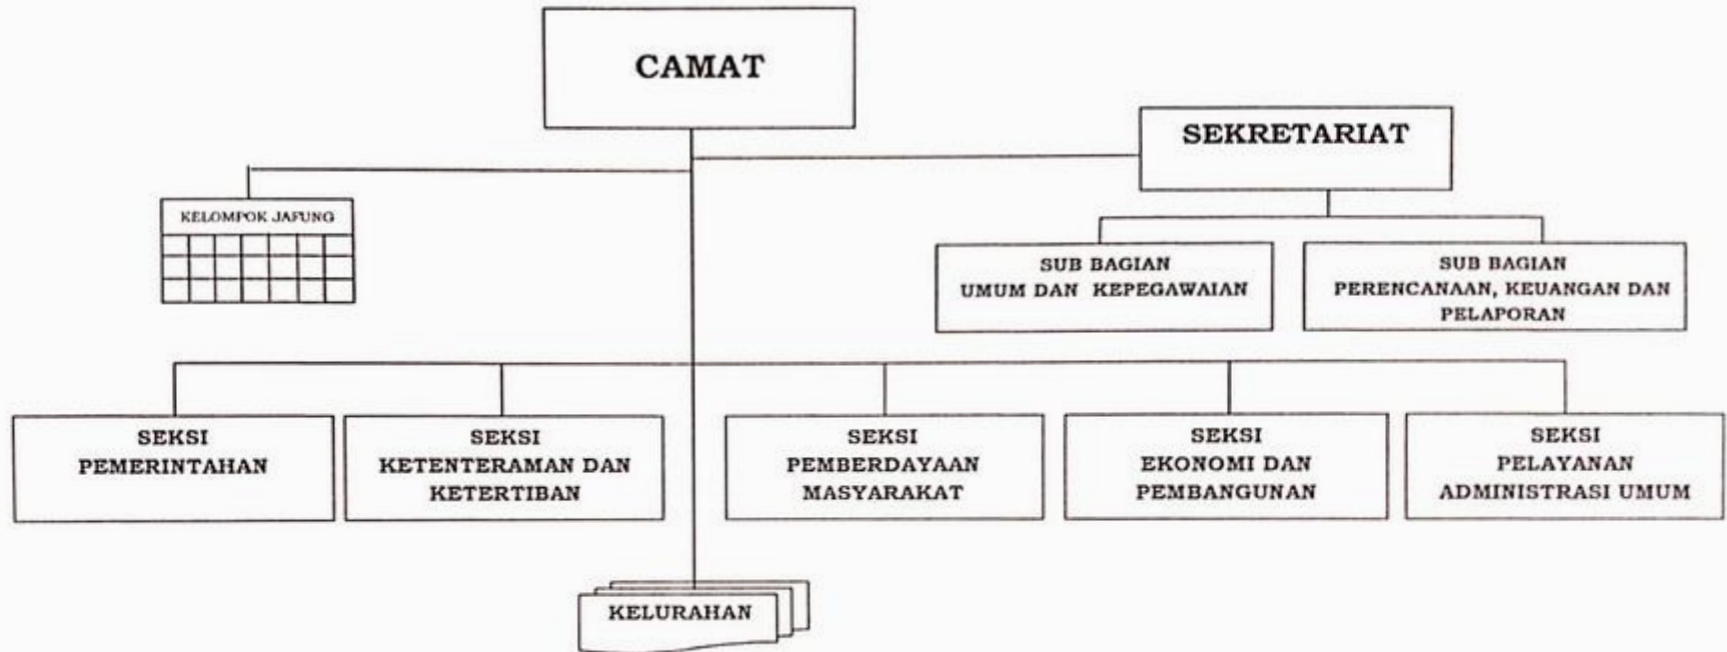 CAMAT
SEKRETARIAT
KELOMPOK JAFUNG
SUB BAGIAN
UMUM DAN KEPEGAWAIAN
SUB BAGIAN
PERENCANAAN, KEUANGAN DAN
PELAPORAN
SEKSI
PEMERINTAHAN
SEKSI
KETENTERAMAN DAN
KETERTIBAN
SEKSI
PEMBERDAYAAN
MASYARAKAT
SEKSI
EKONOMI DAN
PEMBANGUNAN
SEKSI
PELAYANAN
ADMINISTRASI UMUM
KELURAHAN